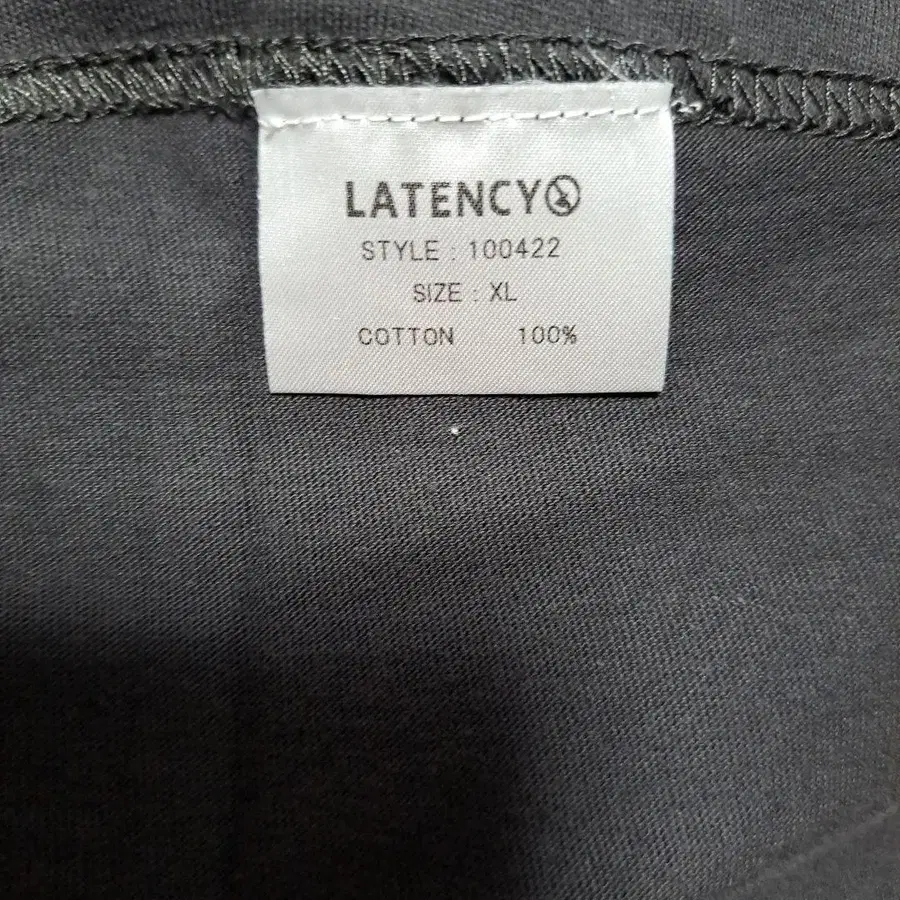 LATENCY
STYLE : 100422
SIZE : XL
COTTON 100%